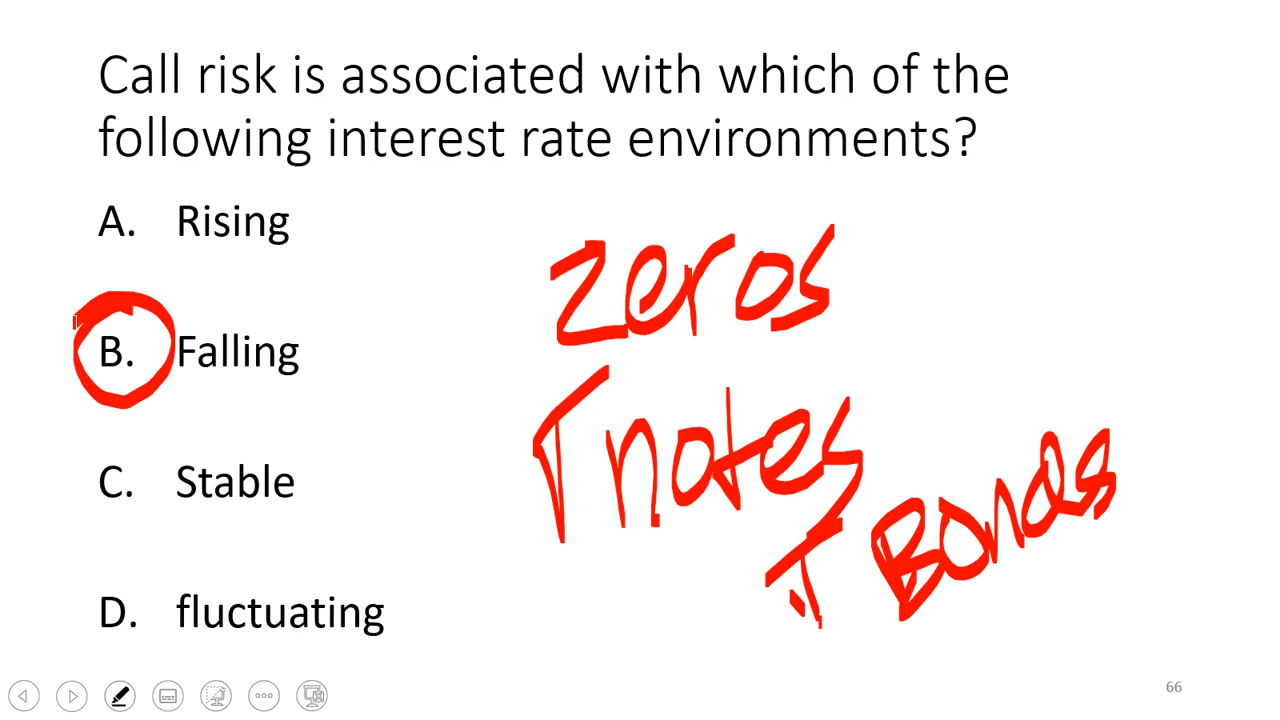 Call risk is associated with which of the
following interest rate environments?
A. Rising
B. Falling
C. Stable
D. fluctuating
zeros
T notes
T Bonds
66